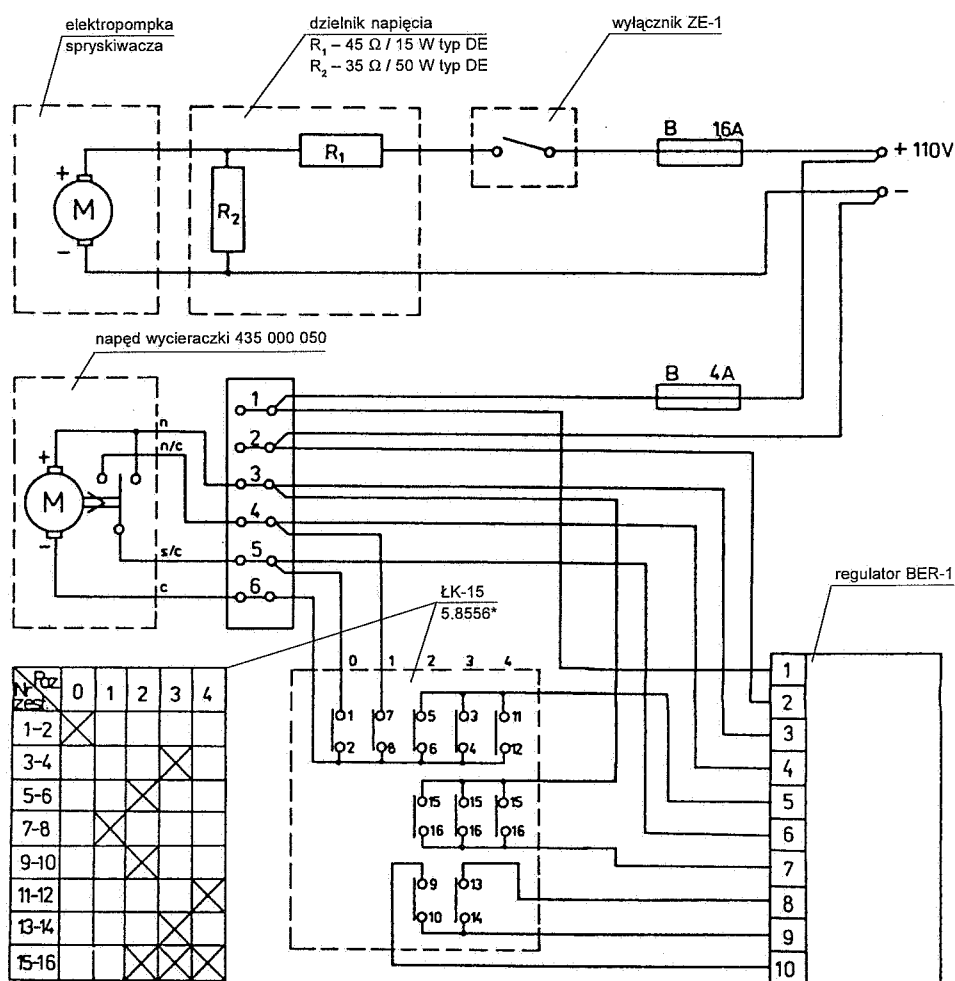 elektropompka
spryskiwacza
dzielnik napięcia
R1 – 45 Ω / 15 W typ DE
R2 – 35 Ω / 50 W typ DE
wyłącznik ZE-1
B 1,6A
+ 110V
R1
+
M
R2
–
–
napęd wycieraczki 435 000 050
B 4A
n
n/c
s/c
c
+
M
–
1
2
3
4
5
6
ŁK-15
5.8556*
regulator BER-1
0 1 2 3 4
1 7 5 3 11
2 8 6 4 12
15 15 15
16 16 16
9 13
10 14
1
2
3
4
5
6
7
8
9
10
Poz.
Nr zest. 0 1 2 3 4
1-2
3-4
5-6
7-8
9-10
11-12
13-14
15-16